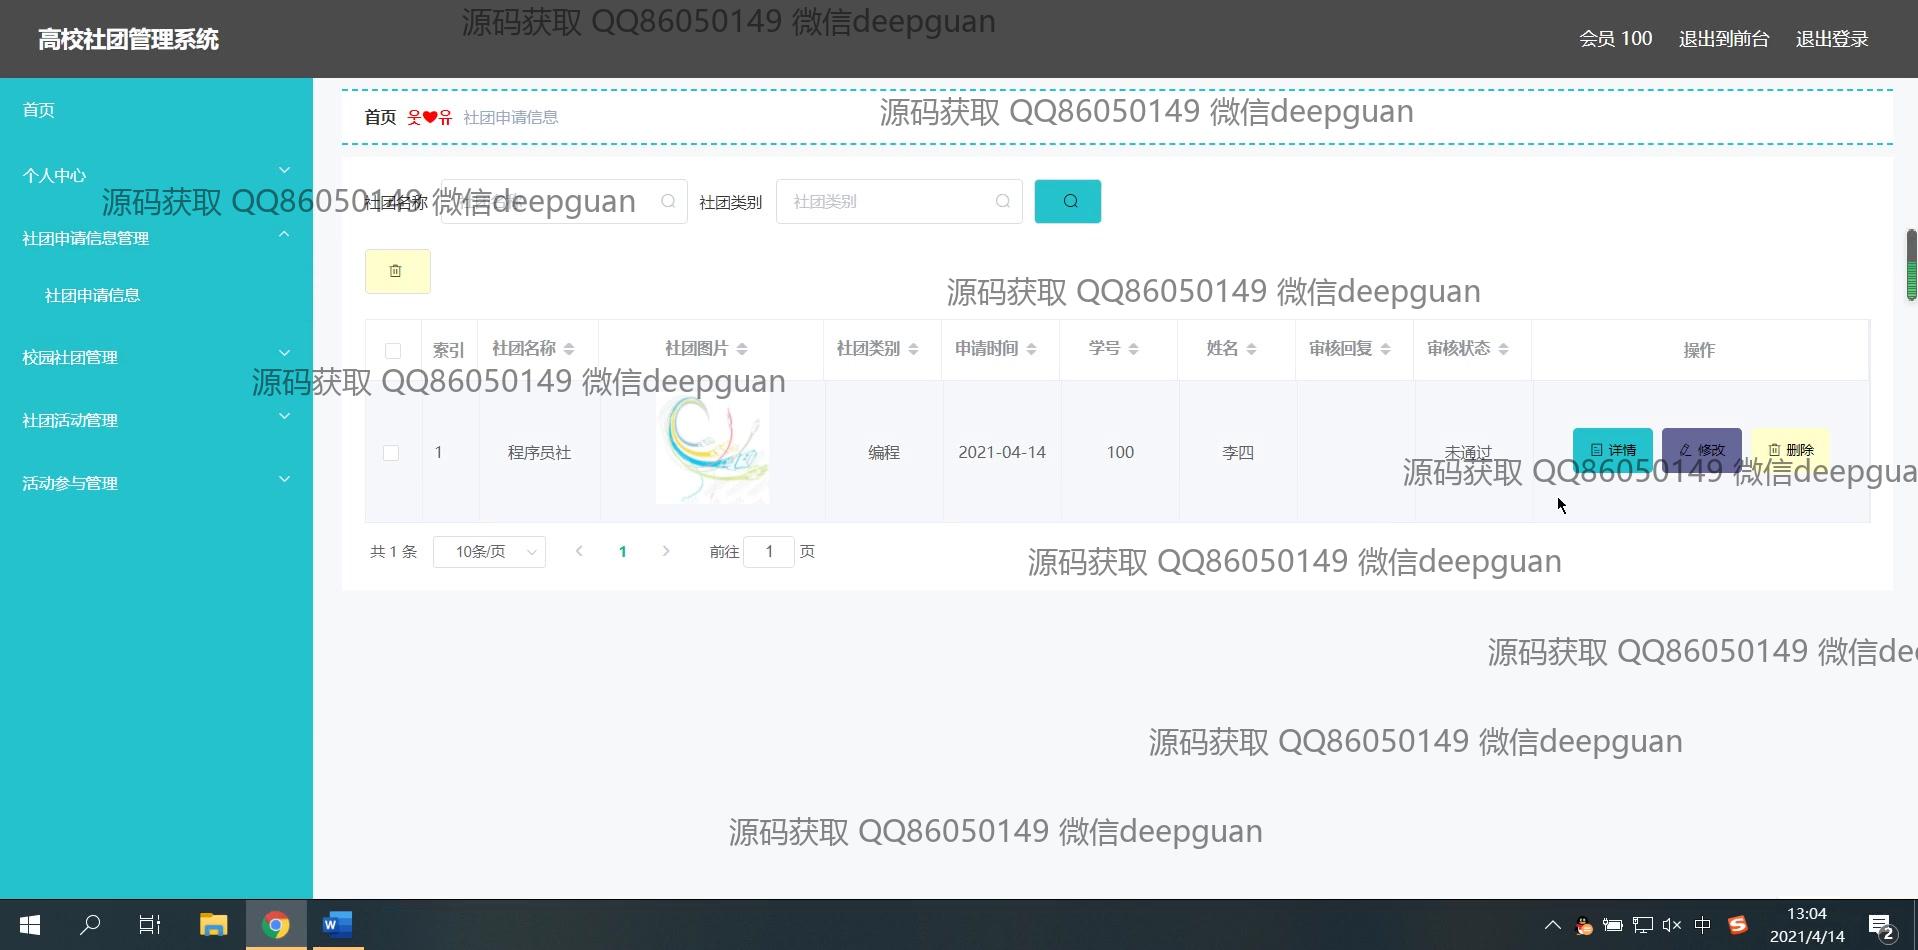 源码获取 QQ86050149 微信deepguan
高校社团管理系统
会员 100 退出到前台 退出登录
首页
个人中心
社团申请信息管理
社团申请信息
校园社团管理
社团活动管理
活动参与管理
首页 웃❤유 社团申请信息
源码获取 QQ86050149 微信deepguan
源码获取 QQ86050149 微信deepguan
社团名称 社团名称 社团类别 社团类别
源码获取 QQ86050149 微信deepguan
索引 社团名称 社团图片 社团类别 申请时间 学号 姓名 审核回复 审核状态 操作
源码获取 QQ86050149 微信deepguan
1 程序员社 编程 2021-04-14 100 李四 未通过 详情 修改 删除
源码获取 QQ86050149 微信deepgua
共 1 条 10条/页 1 前往 1 页
源码获取 QQ86050149 微信deepguan
源码获取 QQ86050149 微信dee
源码获取 QQ86050149 微信deepguan
源码获取 QQ86050149 微信deepguan
W 中 S 13:04
2021/4/14 2